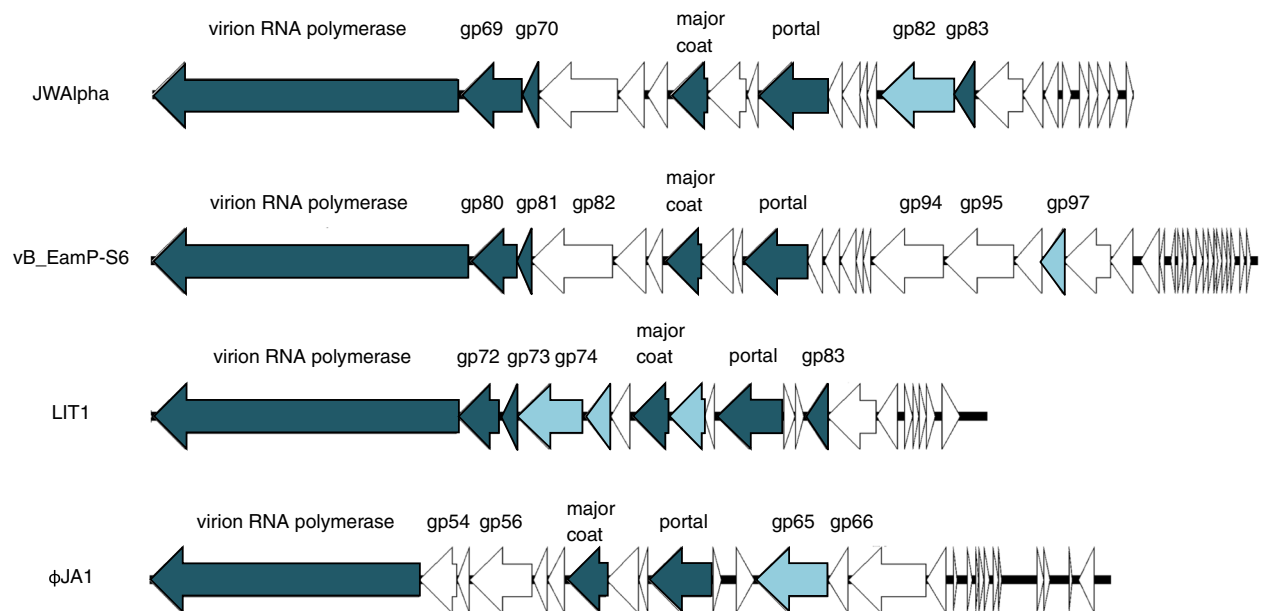 virion RNA polymerase gp69 gp70 major coat portal gp82 gp83
JWAlpha
virion RNA polymerase gp80 gp81 gp82 major coat portal gp94 gp95 gp97
vB_EamP-S6
virion RNA polymerase gp72 gp73 gp74 major coat portal gp83
LIT1
virion RNA polymerase gp54 gp56 major coat portal gp65 gp66
ϕJA1